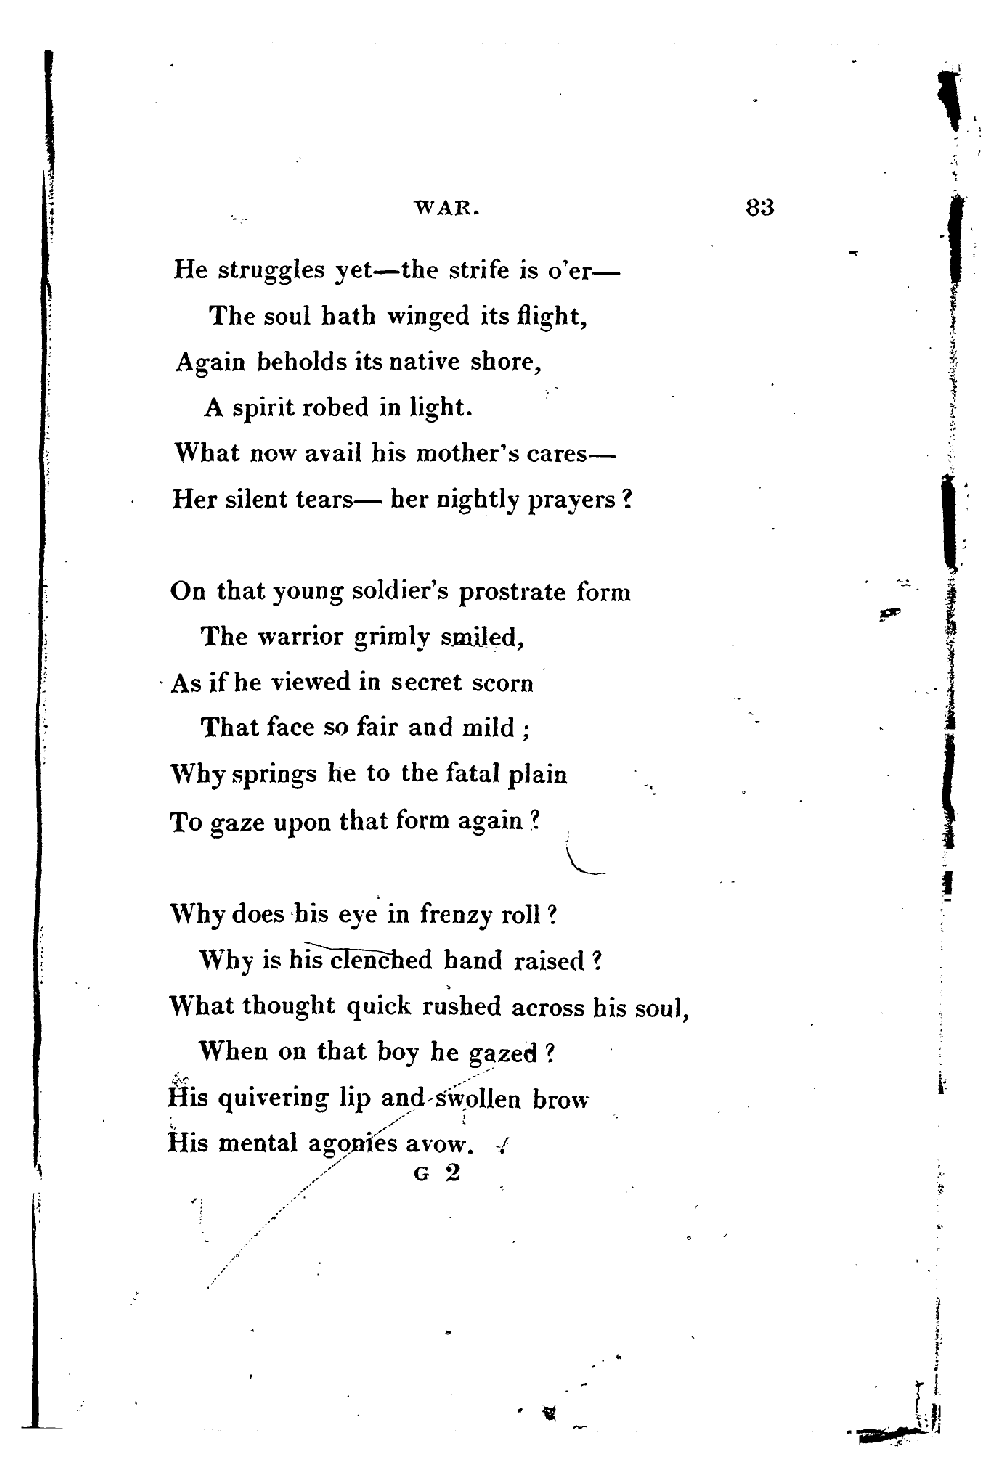 WAR. 83
He struggles yet—the strife is o'er—
The soul hath winged its flight,
Again beholds its native shore,
A spirit robed in light.
What now avail his mother's cares—
Her silent tears— her nightly prayers ?
On that young soldier's prostrate form
The warrior grimly smiled,
As if he viewed in secret scorn
That face so fair and mild ;
Why springs he to the fatal plain
To gaze upon that form again ?
Why does his eye in frenzy roll ?
Why is his clenched hand raised ?
What thought quick rushed across his soul,
When on that boy he gazed ?
His quivering lip and swollen brow
His mental agonies avow.
G 2